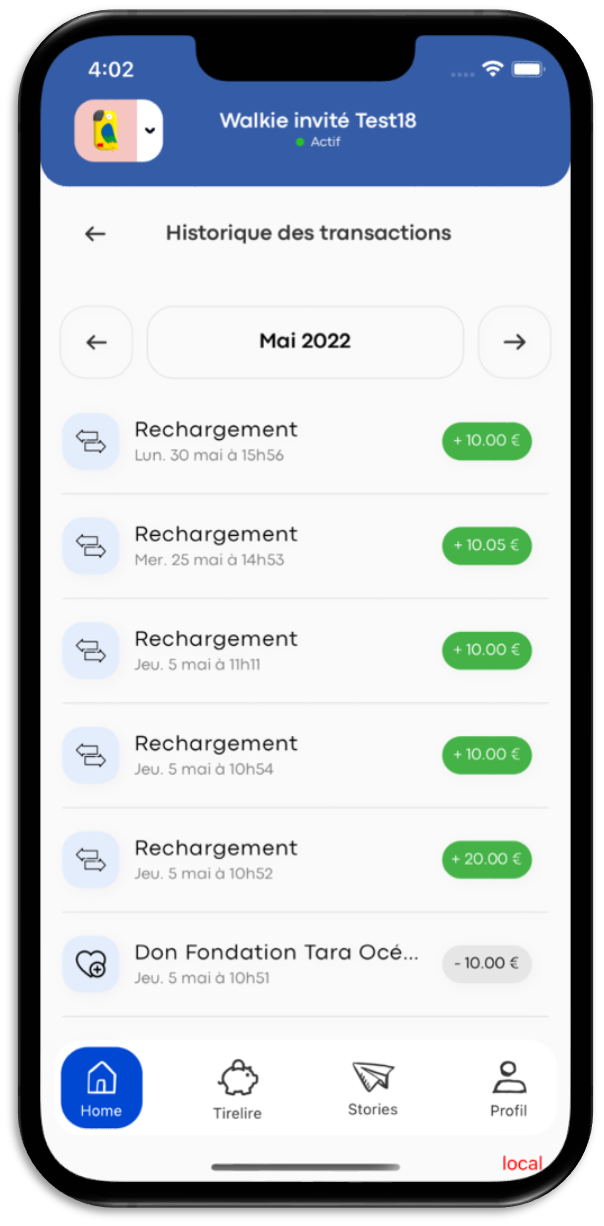 4:02
Walkie invité Test18
Actif
Historique des transactions
Mai 2022
Rechargement
+ 10.00 €
Lun. 30 mai à 15h56
Rechargement
+ 10.05 €
Mer. 25 mai à 14h53
Rechargement
+ 10.00 €
Jeu. 5 mai à 11h11
Rechargement
+ 10.00 €
Jeu. 5 mai à 10h54
Rechargement
+ 20.00 €
Jeu. 5 mai à 10h52
Don Fondation Tara Océ...
- 10.00 €
Jeu. 5 mai à 10h51
Home
Tirelire
Stories
Profil
local